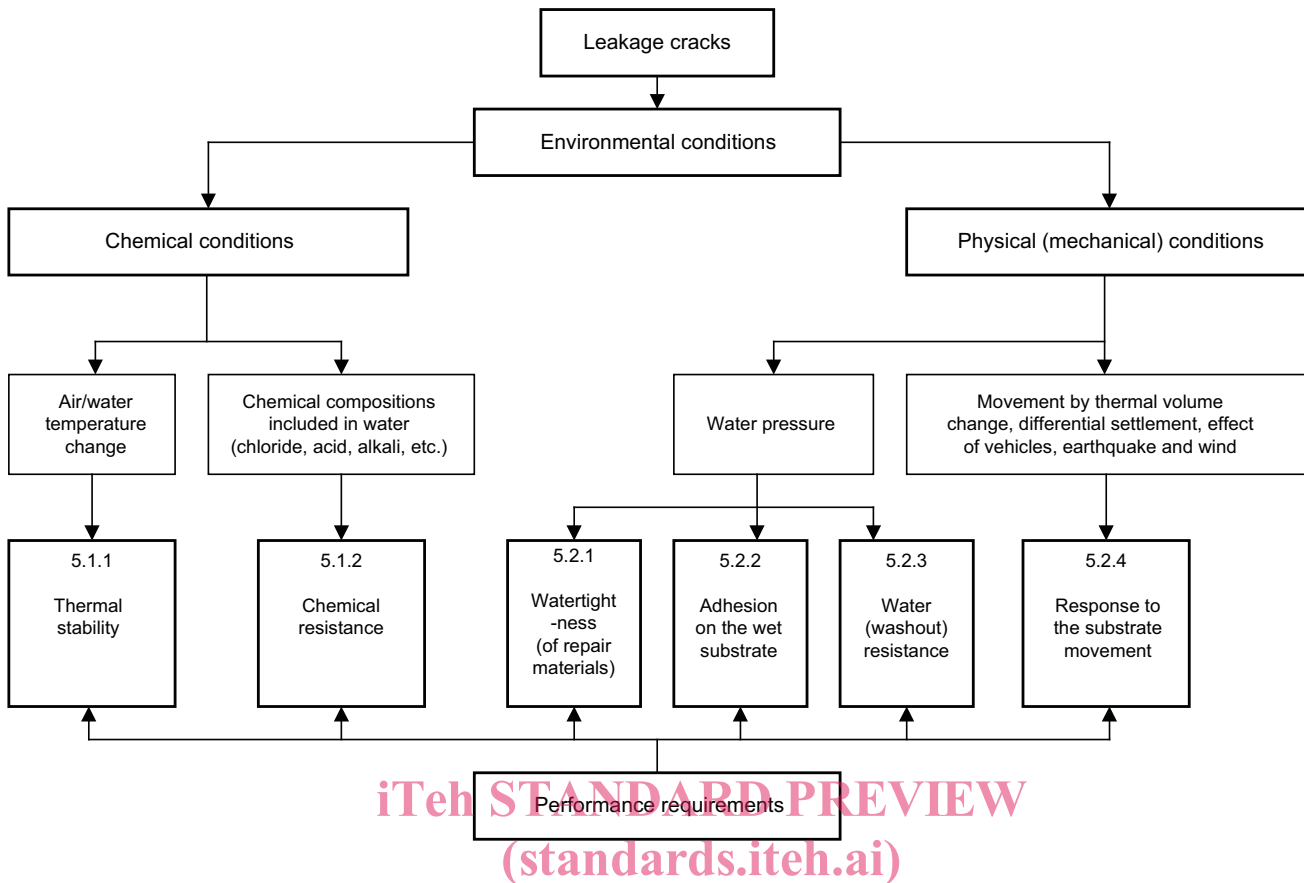 Leakage cracks
Environmental conditions
Chemical conditions
Physical (mechanical) conditions
Air/water
temperature
change
Chemical compositions
included in water
(chloride, acid, alkali, etc.)
Water pressure
Movement by thermal volume
change, differential settlement, effect
of vehicles, earthquake and wind
5.1.1
Thermal
stability
5.1.2
Chemical
resistance
5.2.1
Watertight
-ness
(of repair
materials)
5.2.2
Adhesion
on the wet
substrate
5.2.3
Water
(washout)
resistance
5.2.4
Response to
the substrate
movement
iTeh STANDARD PREVIEW
Performance requirements
(standards.iteh.ai)